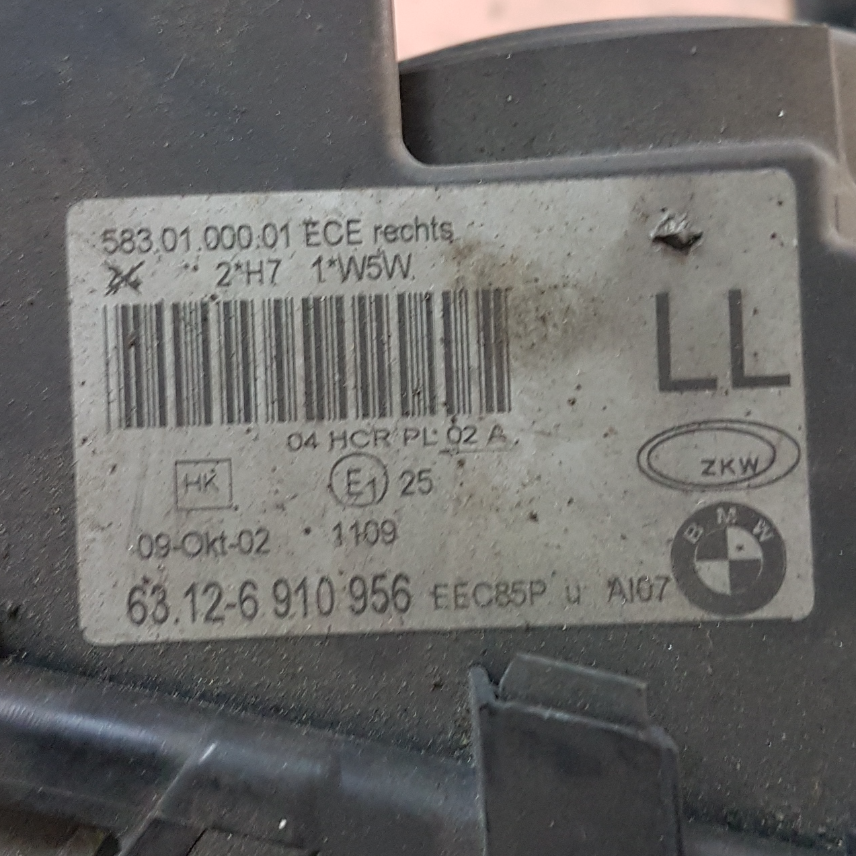 583.01.000.01 ECE rechts
2*H7 1*W5W
LL
04 HCR PL 02 A
ZKW
HK E1 25
09-Okt-02 1109
BMW
63.12-6 910 956 EEC85P u AI07